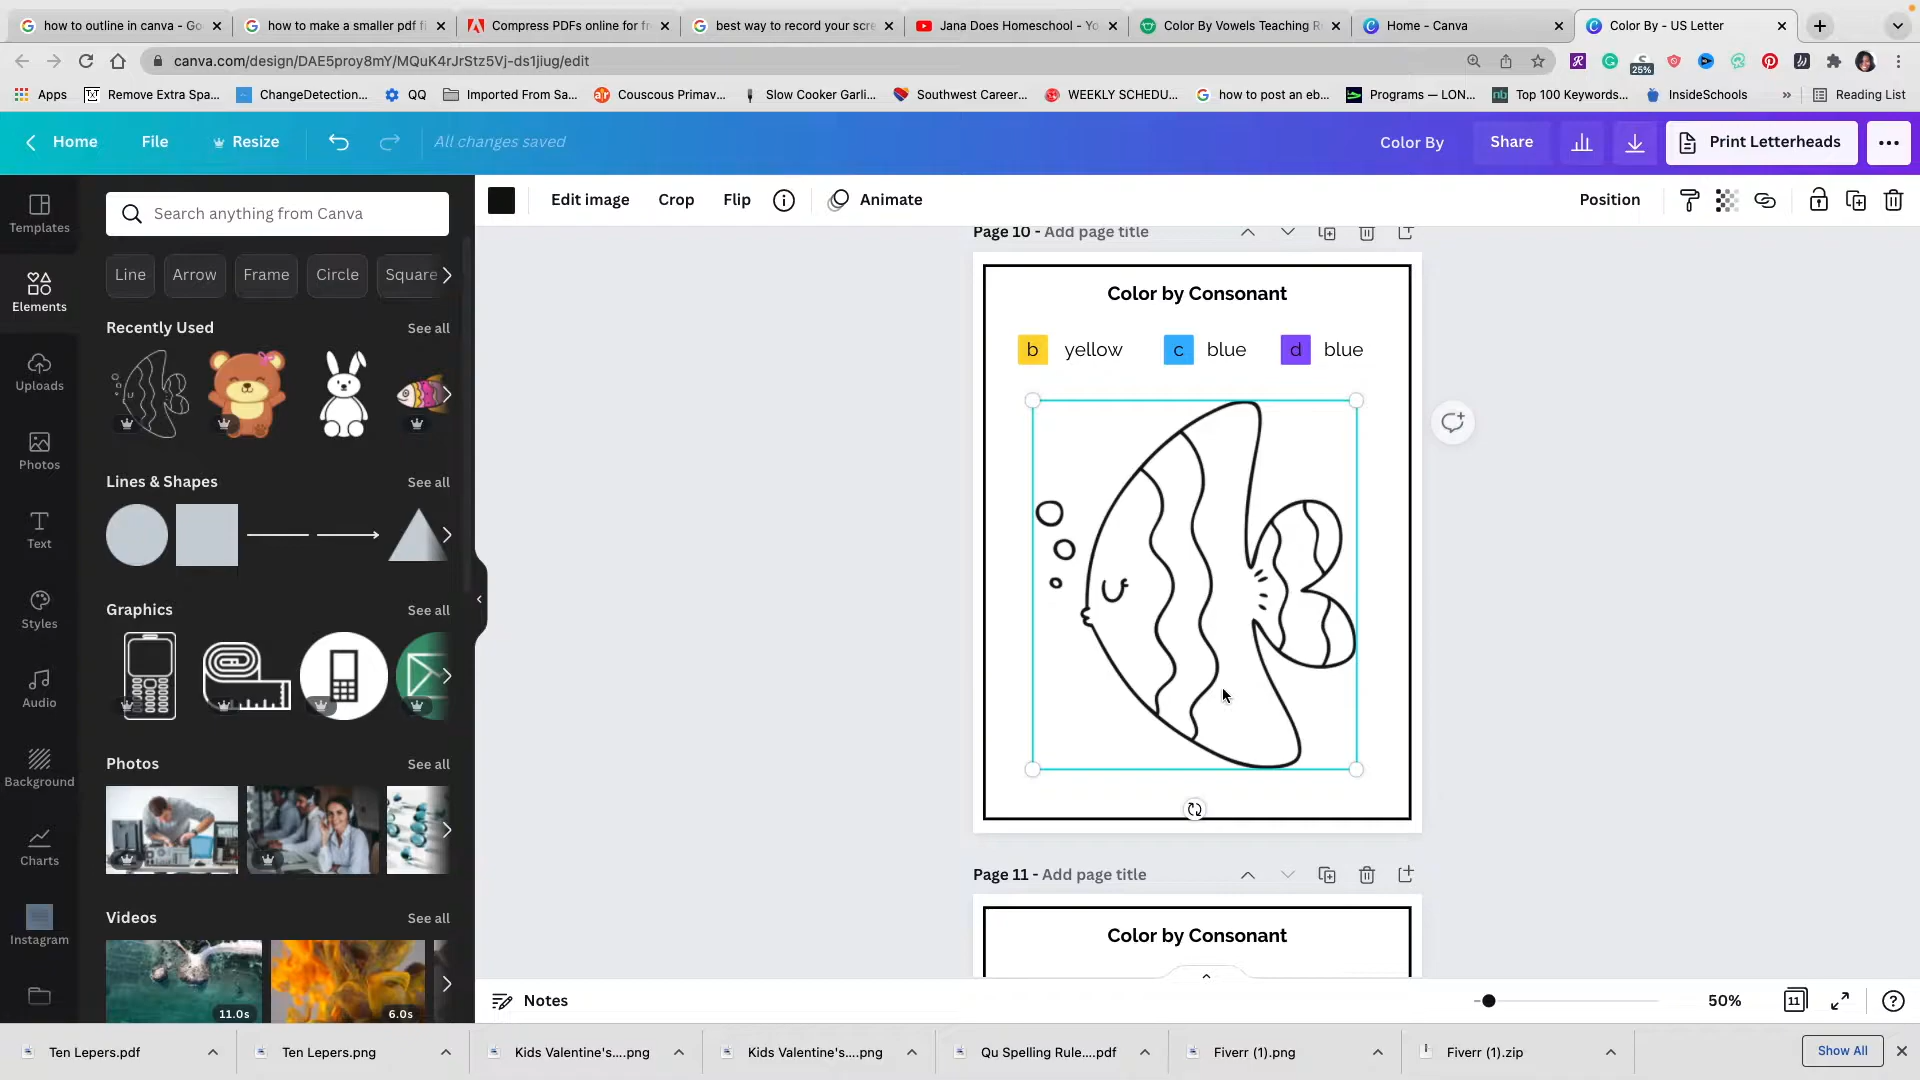 how to outline in canva - Go
how to make a smaller pdf fi
Compress PDFs online for fr
best way to record your scre
Jana Does Homeschool - Yo
Color By Vowels Teaching R
Home - Canva
Color By - US Letter
canva.com/design/DAE5proy8mY/MQuK4rJrStz5Vj-ds1jiug/edit
25%
Apps
Remove Extra Spa...
ChangeDetection...
QQ
Imported From Sa...
Couscous Primav...
Slow Cooker Garli...
Southwest Career...
WEEKLY SCHEDU...
how to post an eb...
Programs — LON...
Top 100 Keywords...
InsideSchools
»
Reading List
Home
File
Resize
All changes saved
Color By
Share
Print Letterheads
Edit image
Crop
Flip
Animate
Position
Templates
Elements
Uploads
Photos
Text
Styles
Audio
Background
Charts
Instagram
Search anything from Canva
Line
Arrow
Frame
Circle
Square
Recently Used
See all
Lines & Shapes
See all
Graphics
See all
Photos
See all
Videos
See all
11.0s
6.0s
Page 10 - Add page title
Color by Consonant
b yellow
c blue
d blue
Page 11 - Add page title
Color by Consonant
Notes
50%
11
Ten Lepers.pdf
Ten Lepers.png
Kids Valentine's....png
Kids Valentine's....png
Qu Spelling Rule....pdf
Fiverr (1).png
Fiverr (1).zip
Show All